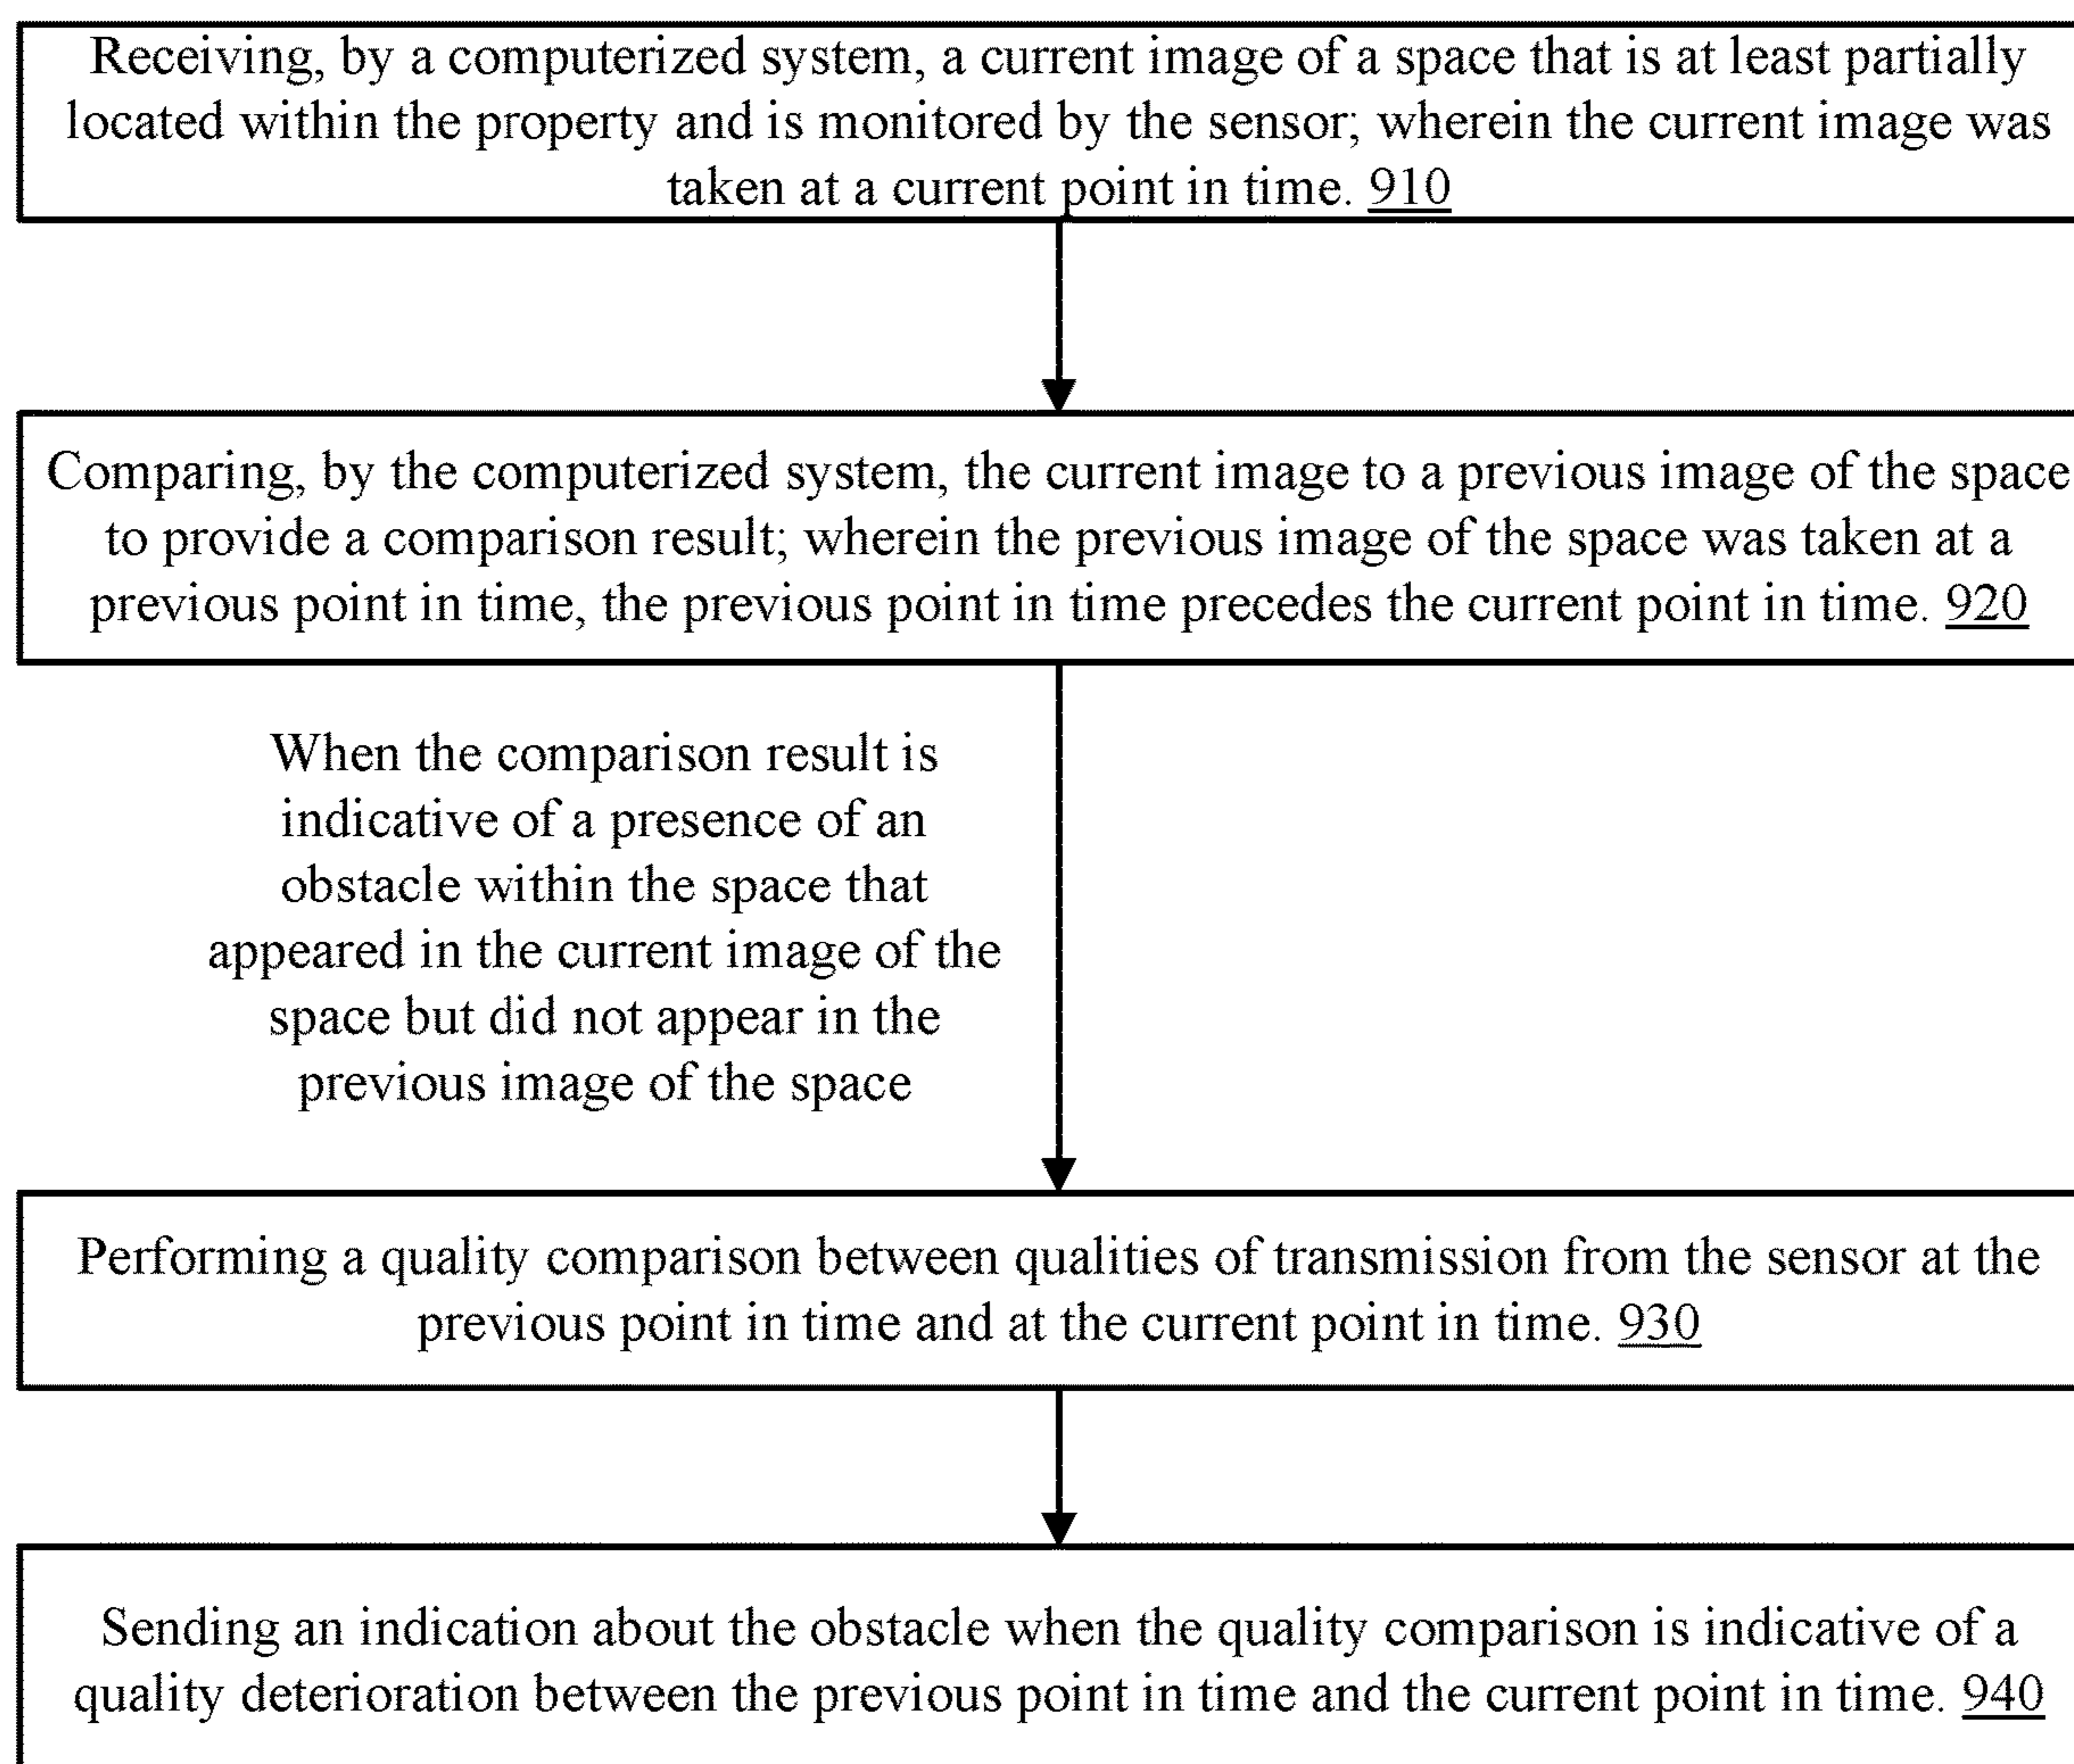 Receiving, by a computerized system, a current image of a space that is at least partially
located within the property and is monitored by the sensor; wherein the current image was
taken at a current point in time. 910
Comparing, by the computerized system, the current image to a previous image of the space
to provide a comparison result; wherein the previous image of the space was taken at a
previous point in time, the previous point in time precedes the current point in time. 920
When the comparison result is
indicative of a presence of an
obstacle within the space that
appeared in the current image of the
space but did not appear in the
previous image of the space
Performing a quality comparison between qualities of transmission from the sensor at the
previous point in time and at the current point in time. 930
Sending an indication about the obstacle when the quality comparison is indicative of a
quality deterioration between the previous point in time and the current point in time. 940